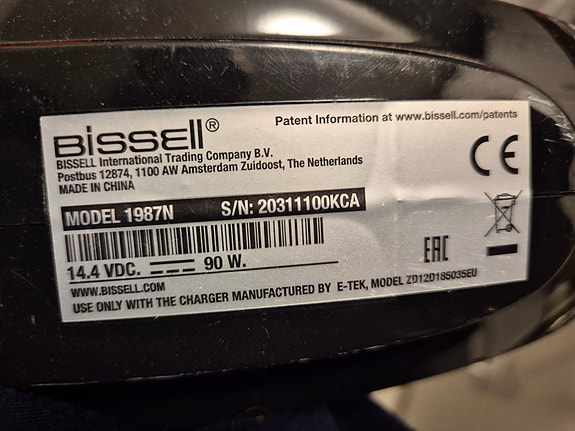 Patent Information at www.bissell.com/patents
BISSELL®
BISSELL International Trading Company B.V.
Postbus 12874, 1100 AW Amsterdam Zuidoost, The Netherlands
MADE IN CHINA
CE
MODEL 1987N S/N: 20311100KCA
EAC
14.4 VDC. 90 W.
WWW.BISSELL.COM
USE ONLY WITH THE CHARGER MANUFACTURED BY E-TEK, MODEL ZD12D185035EU